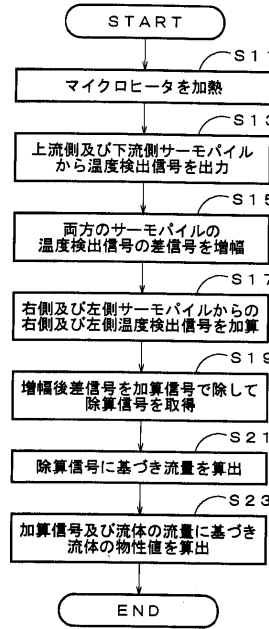 START
S11
マイクロヒータを加熱
S13
上流側及び下流側サーモパイル
から温度検出信号を出力
S15
両方のサーモパイルの
温度検出信号の差信号を増幅
S17
右側及び左側サーモパイルからの
右側及び左側温度検出信号を加算
S19
増幅後差信号を加算信号で除して
除算信号を取得
S21
除算信号に基づき流量を算出
S23
加算信号及び流体の流量に基づき
流体の物性値を算出
END